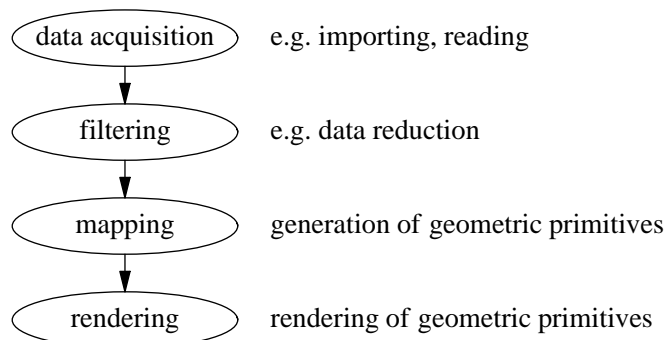 data acquisition e.g. importing, reading
filtering e.g. data reduction
mapping generation of geometric primitives
rendering rendering of geometric primitives